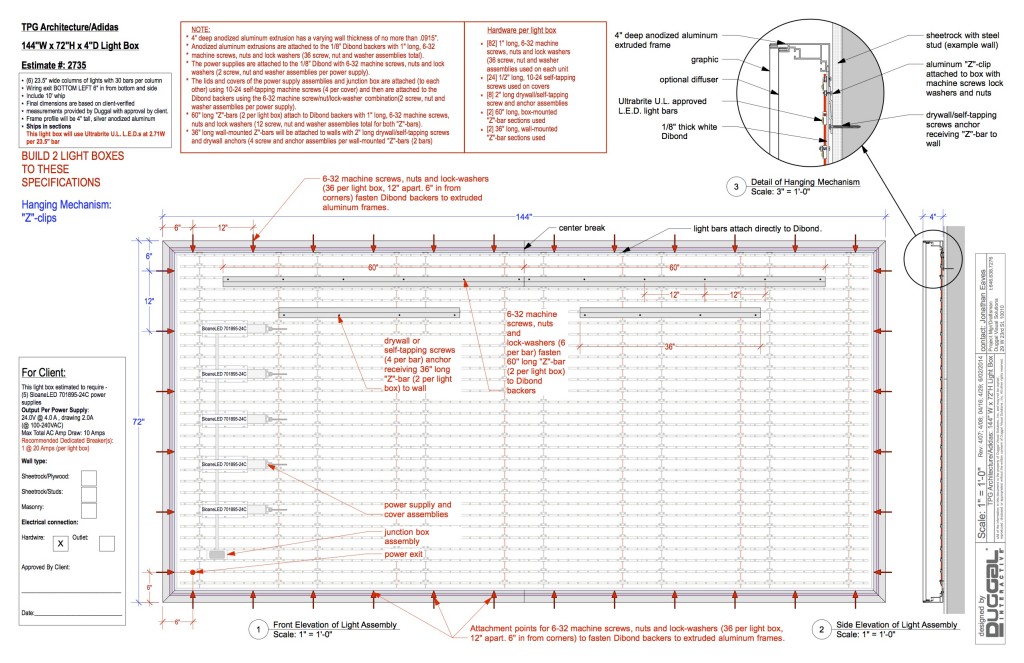 TPG Architecture/Adidas
144"W x 72"H x 4"D Light Box
Estimate #: 2735
• (6) 23.5" wide columns of lights with 30 bars per column
• Wiring exit BOTTOM LEFT 6" in from bottom and side
• Include 10' whip
• Final dimensions are based on client-verified
• measurements provided by Duggal with approval by client.
• Frame profile will be 4" tall, silver anodized aluminum
• Ships in sections
This light box will use Ultrabrite U.L. L.E.D.s at 2.71W
per 23.5" bar
BUILD 2 LIGHT BOXES
TO THESE
SPECIFICATIONS
Hanging Mechanism:
"Z"-clips
NOTE:
* 4" deep anodized aluminum extrusion has a varying wall thickness of no more than .0915".
* Anodized aluminum extrusions are attached to the 1/8" Dibond backers with 1" long, 6-32
* machine screws, nuts and lock washers (36 screw, nut and washer assemblies total).
* The power supplies are attached to the 1/8" Dibond with 6-32 machine screws, nuts and lock
washers (2 screw, nut and washer assemblies per power supply).
* The lids and covers of the power supply assemblies and junction box are attached (to each
other) using 10-24 self-tapping machine screws (4 per cover) and then are attached to the
Dibond backers using the 6-32 machine screw/nut/lock-washer combination(2 screw, nut and
washer assemblies per power supply).
* 60" long "Z"-bars (2 per light box) attach to Dibond backers with 1" long, 6-32 machine screws,
nuts and lock washers (12 screw, nut and washer assemblies total for both "Z"-bars).
* 36" long wall-mounted Z"-bars will be attached to walls with 2" long drywall/self-tapping screws
and drywall anchors (4 screw and anchor assemblies per wall-mounted "Z"-bars (2 bars)
Hardware per light box
* [82] 1" long, 6-32 machine
screws, nuts and lock washers
(36 screw, nut and washer
assemblies used on each unit
* [24] 1/2" long, 10-24 self-tapping
screws used on covers
* [8] 2" long drywall/self-tapping
screw and anchor assemblies
* [2] 60" long, box-mounted
"Z"-bar sections used
* [2] 36" long, wall-mounted
"Z"-bar sections used
4" deep anodized aluminum
extruded frame
graphic
optional diffuser
Ultrabrite U.L. approved
L.E.D. light bars
1/8" thick white
Dibond
sheetrock with steel
stud (example wall)
aluminum "Z"-clip
attached to box with
machine screws lock
washers and nuts
drywall/self-tapping
screws anchor
receiving "Z"-bar to
wall
3
Detail of Hanging Mechanism
Scale: 3" = 1'-0"
6-32 machine screws, nuts and lock-washers
(36 per light box, 12" apart. 6" in from
corners) fasten Dibond backers to extruded
aluminum frames.
144"
6"
12"
center break
light bars attach directly to Dibond.
4"
6"
12"
72"
6"
6"
60"
60"
12"
12"
36"
SloaneLED 701895-24C
SloaneLED 701895-24C
SloaneLED 701895-24C
SloaneLED 701895-24C
SloaneLED 701895-24C
drywall or
self-tapping screws
(4 per bar) anchor
receiving 36" long
"Z"-bar (2 per light
box) to wall
6-32 machine
screws, nuts
and
lock-washers (6
per bar) fasten
60" long "Z"-bar
(2 per light box)
to Dibond
backers
power supplly and
cover assemblies
junction box
assembly
power exit
For Client:
This light box estimated to require -
(5) SloaneLED 701895-24C power
supplies
Output Per Power Supply:
24.0V @ 4.0 A , drawing 2.0A
(@ 100-240VAC)
Max Total AC Amp Draw: 10 Amps
Recommended Dedicated Breaker(s):
1 @ 20 Amps (per light box)
Wall type:
Sheetrock/Plywood:
Sheetrock/Studs:
Masonry:
Electrical connection:
Hardwire:
X
Outlet:
Approved By Client:
Date:
1
Front Elevation of Light Assembly
Scale: 1" = 1'-0"
Attachment points for 6-32 machine screws, nuts and lock-washers (36 per light box,
12" apart. 6" in from corners) to fasten Dibond backers to extruded aluminum frames.
2
Side Elevation of Light Assembly
Scale: 1" = 1'-0"
Scale: 1" = 1'-0"
Rev: 4/07; 4/09; 04/16; 4/29; 6/02/2014
TPG Architecture/Adidas: 144" W x 72"H Light Box
contact: Jonathan Eaves
Project Mgr/Draftsman
Duggal Visual Solutions
29 W 23rd St. 10010
designed by
DUGGAL
INTERACTIVE